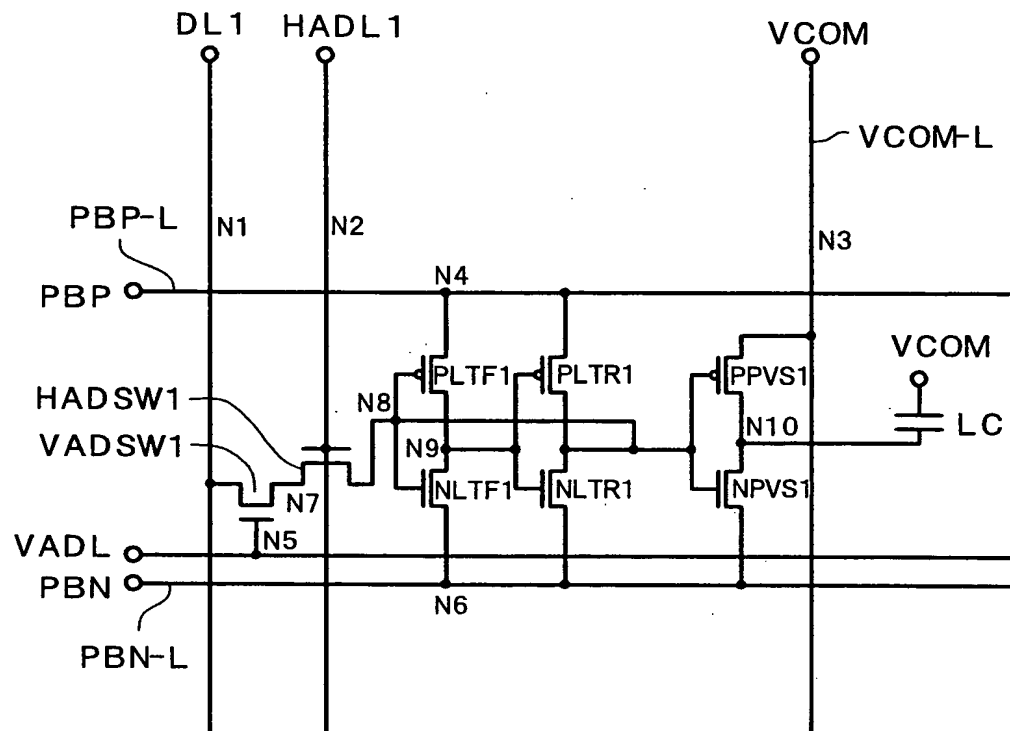 DL1 HADL1 VCOM
VCOM-L
PBP-L N1 N2 N3
PBP N4
VCOM
PLTF1 PLTR1 PPVS1
HADSW1 N8
VADSW1 N9 N10 LC
N7 NLTF1 NLTR1 NPVS1
VADL N5
PBN N6
PBN-L